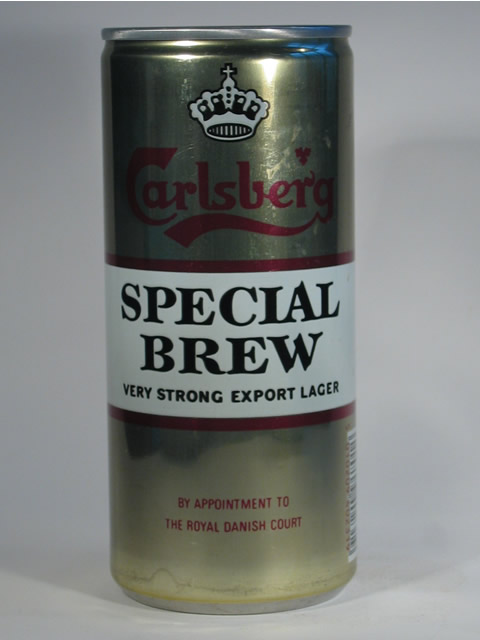 Carlsberg
SPECIAL
BREW
VERY STRONG EXPORT LAGER
BY APPOINTMENT TO
THE ROYAL DANISH COURT